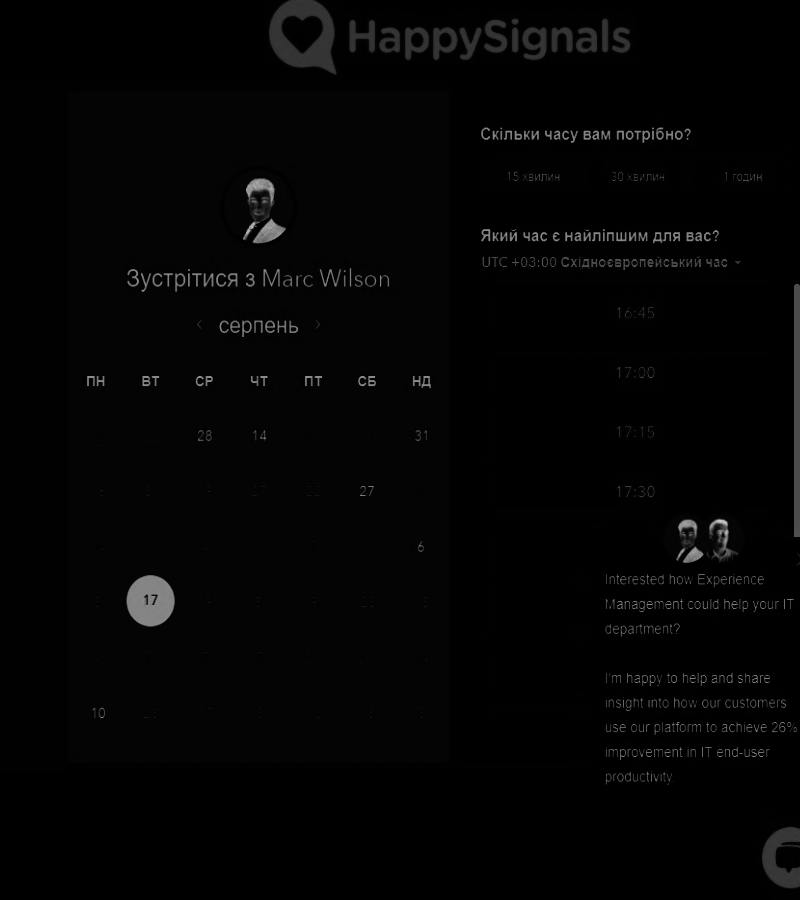 HappySignals
Зустрітися з Marc Wilson
серпень
ПН ВТ СР ЧТ ПТ СБ НД
28 14 31
27
6
17
10
Скільки часу вам потрібно?
15 хвилин 30 хвилин 1 годин
Який час є найліпшим для вас?
UTC +03:00 Східноєвропейський час
16:45
17:00
17:15
17:30
Interested how Experience
Management could help your IT
department?
I'm happy to help and share
insight into how our customers
use our platform to achieve 26%
improvement in IT end-user
productivity.